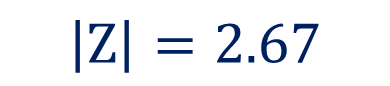 |Z| = 2.67